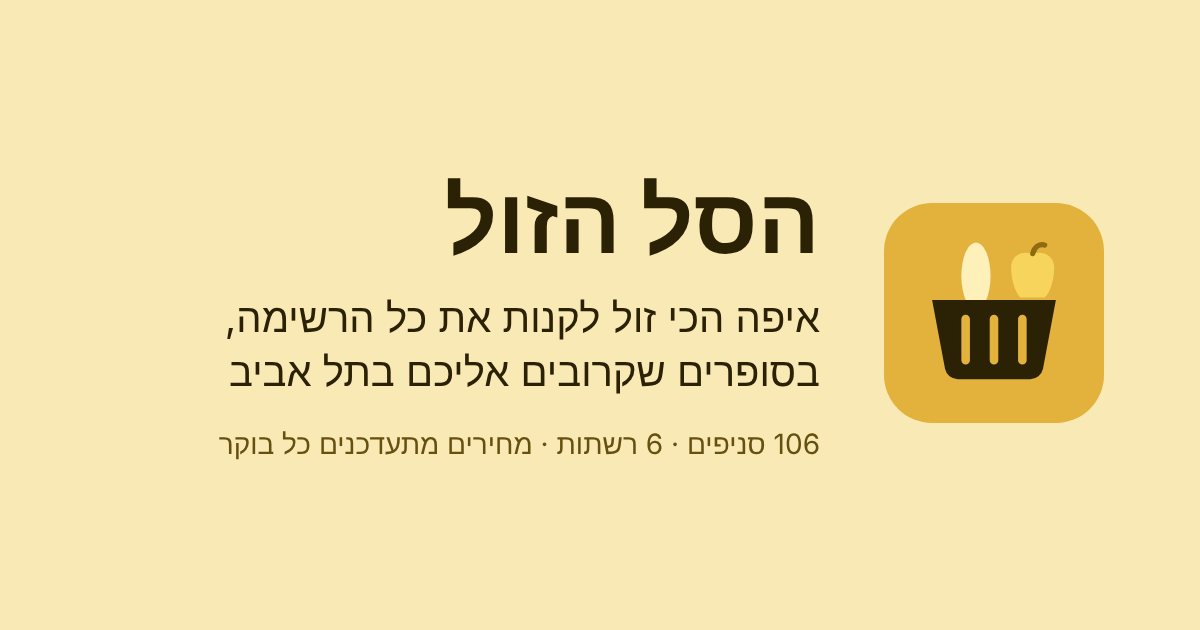 הסל הזול
איפה הכי זול לקנות את כל הרשימה,
בסופרים שקרובים אליכם בתל אביב
106 סניפים · 6 רשתות · מחירים מתעדכנים כל בוקר